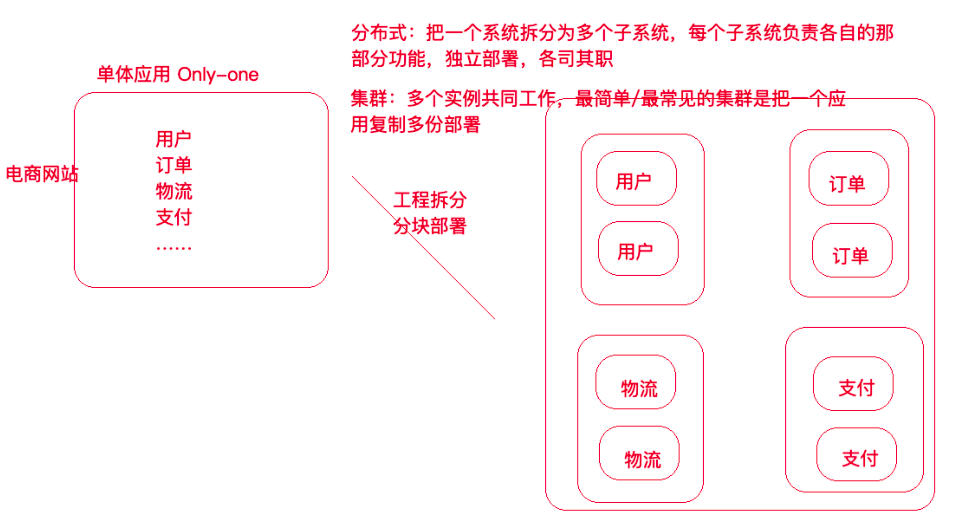 分布式：把一个系统拆分为多个子系统，每个子系统负责各自的那
部分功能，独立部署，各司其职
单体应用 Only-one
集群：多个实例共同工作，最简单/最常见的集群是把一个应
用复制多份部署
电商网站
用户
订单
物流
支付
……
工程拆分
分块部署
用户
用户
订单
订单
物流
物流
支付
支付